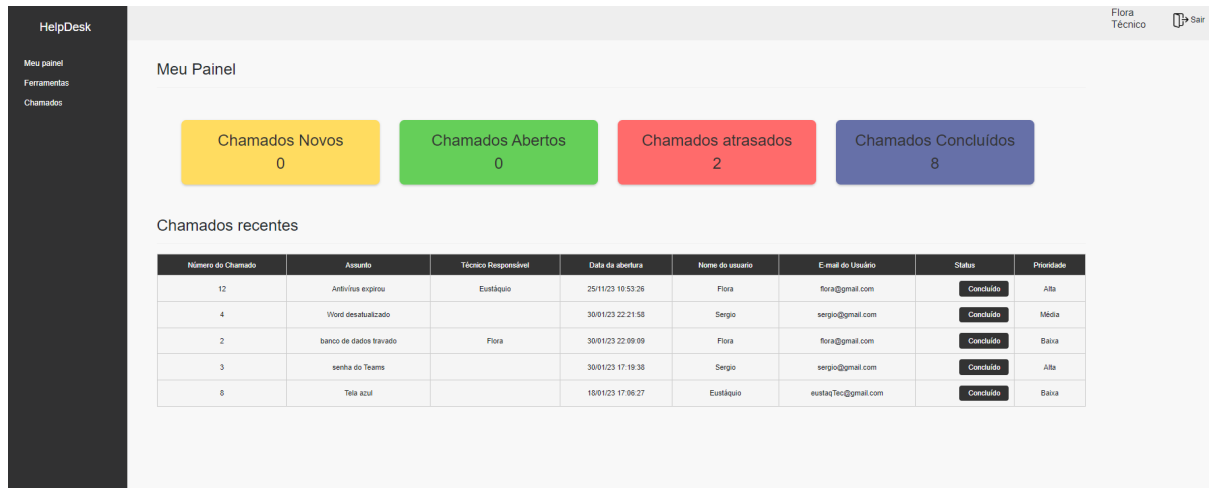 HelpDesk
Flora
Técnico
Sair
Meu painel
Ferramentas
Chamados
Meu Painel
Chamados Novos
0
Chamados Abertos
0
Chamados atrasados
2
Chamados Concluídos
8
Chamados recentes
Número do Chamado Assunto Técnico Responsável Data da abertura Nome do usuario E-mail do Usuário Status Prioridade
12 Antivírus expirou Eustáquio 25/11/23 10:53:26 Flora flora@gmail.com Concluído Alta
4 Word desatualizado 30/01/23 22:21:58 Sergio sergio@gmail.com Concluído Média
2 banco de dados travado Flora 30/01/23 22:09:09 Flora flora@gmail.com Concluído Baixa
3 senha do Teams 30/01/23 17:19:38 Sergio sergio@gmail.com Concluído Alta
8 Tela azul 18/01/23 17:06:27 Eustáquio eustaqTec@gmail.com Concluído Baixa